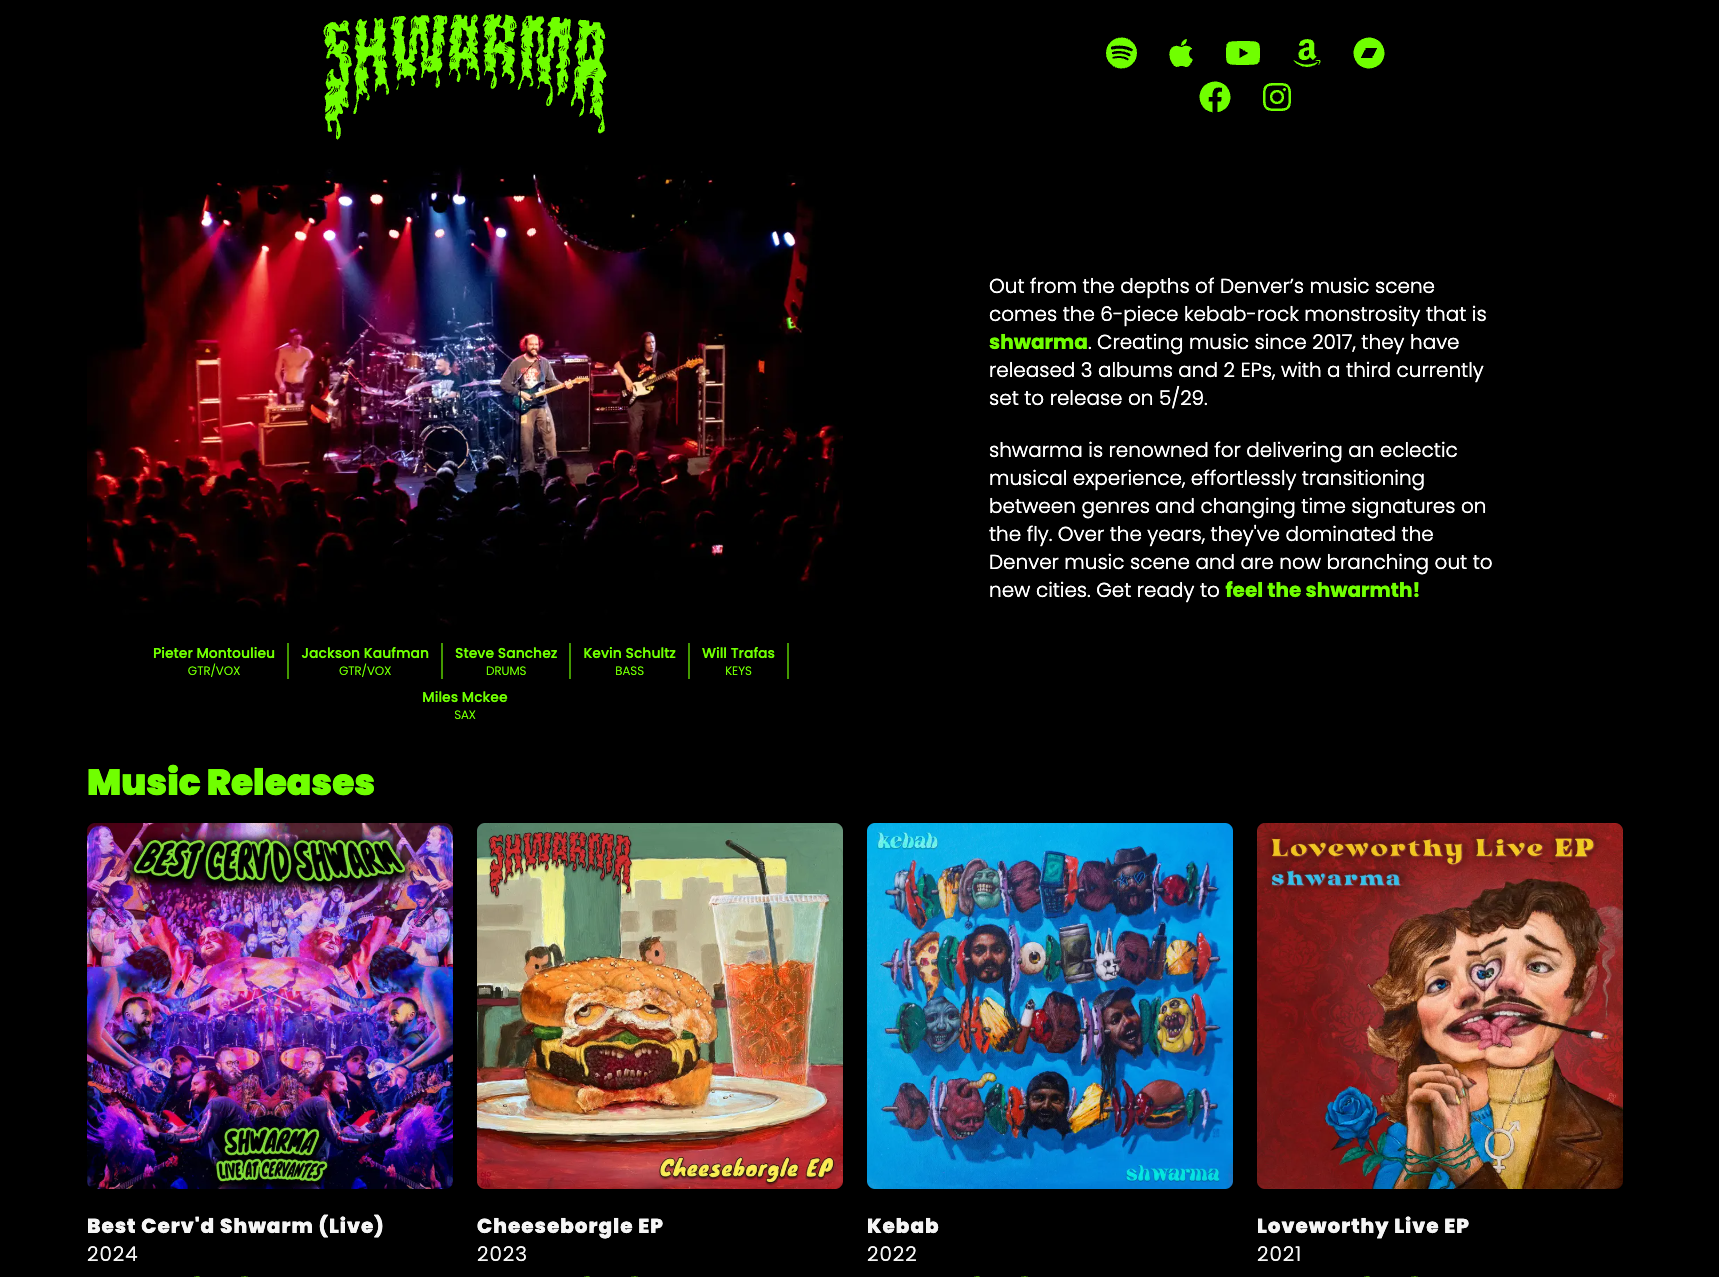 SHWARMA
Out from the depths of Denver’s music scene
comes the 6-piece kebab-rock monstrosity that is
shwarma. Creating music since 2017, they have
released 3 albums and 2 EPs, with a third currently
set to release on 5/29.
shwarma is renowned for delivering an eclectic
musical experience, effortlessly transitioning
between genres and changing time signatures on
the fly. Over the years, they've dominated the
Denver music scene and are now branching out to
new cities. Get ready to feel the shwarmth!
Pieter Montoulieu
GTR/VOX
Jackson Kaufman
GTR/VOX
Steve Sanchez
DRUMS
Kevin Schultz
BASS
Will Trafas
KEYS
Miles Mckee
SAX
Music Releases
BEST CERV'D SHWARM
SHWARMA
LIVE AT CERVANTES'
SHWARMA
Cheeseborgle EP
kebab
shwarma
Loveworthy Live EP
shwarma
Best Cerv'd Shwarm (Live)
2024
Cheeseborgle EP
2023
Kebab
2022
Loveworthy Live EP
2021